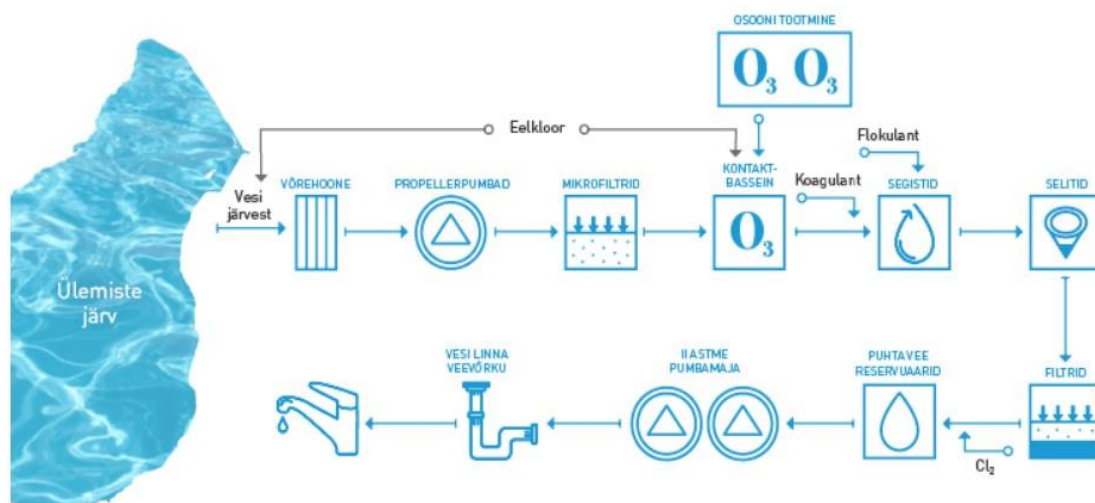 OSOONI TOOTMINE
O₃ O₃
Eelkloor
Flokulant
Vesi
järvest
VÕREHOONE
PROPELLERPUMBAD
MIKROFILTRID
KONTAKT-
BASSEIN
O₃
Koagulant
SEGISTID
SELITID
Ülemiste
järv
VESI LINNA
VEEVÕRKU
II ASTME
PUMBAMAJA
PUHTAVEE
RESERVUAARID
FILTRID
Cl₂